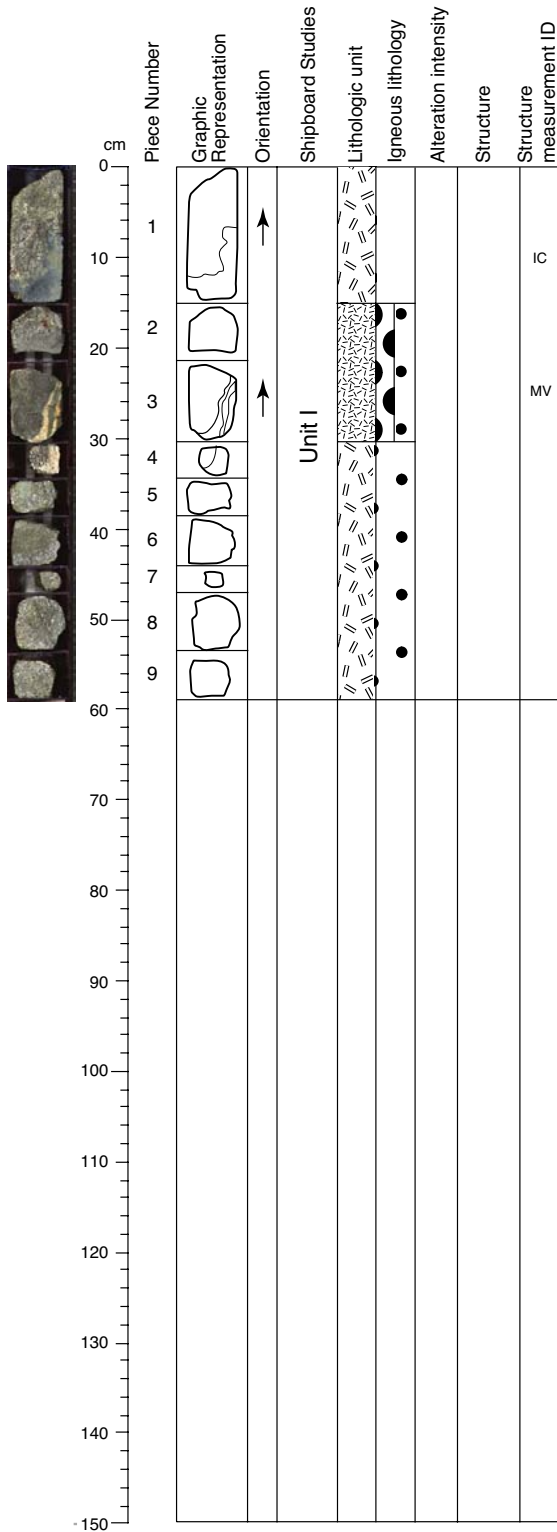 cm
Piece Number
Graphic
Representation
Orientation
Shipboard Studies
Lithologic unit
Igneous lithology
Alteration intensity
Structure
Structure
measurement ID
0
10
20
30
40
50
60
70
80
90
100
110
120
130
140
150
1
2
3
4
5
6
7
8
9
Unit I
IC
MV